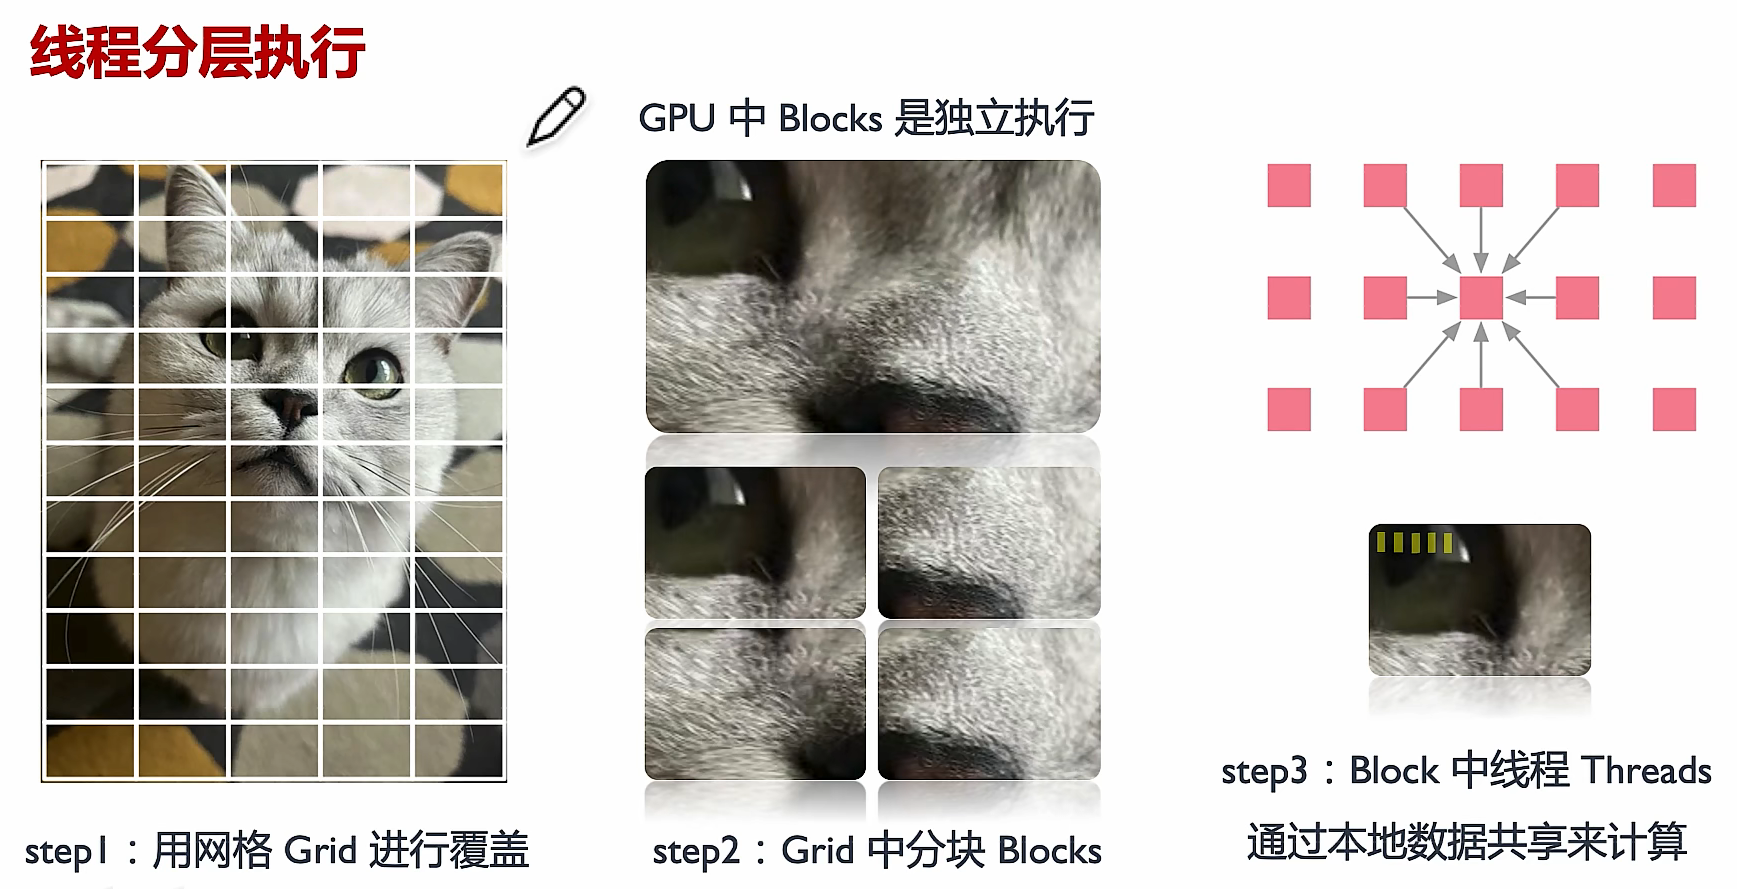 线程分层执行
GPU 中 Blocks 是独立执行
step1：用网格 Grid 进行覆盖
step2：Grid 中分块 Blocks
step3：Block 中线程 Threads
通过本地数据共享来计算